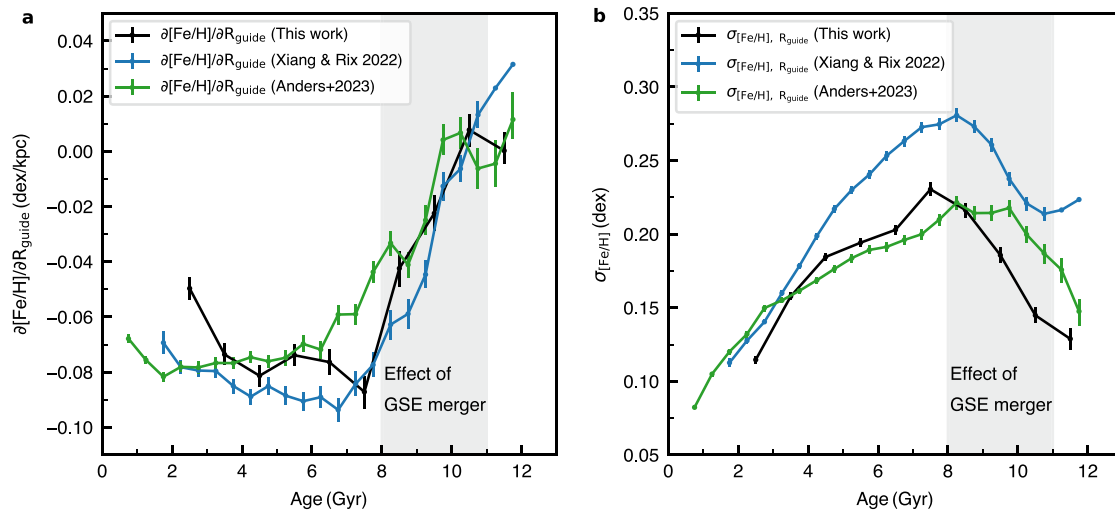 a
∂[Fe/H]/∂R_guide (dex/kpc)
0.04
0.02
0.00
−0.02
−0.04
−0.06
−0.08
−0.10
∂[Fe/H]/∂R_guide (This work)
∂[Fe/H]/∂R_guide (Xiang & Rix 2022)
∂[Fe/H]/∂R_guide (Anders+2023)
Effect of
GSE merger
0 2 4 6 8 10 12
Age (Gyr)
b
σ_[Fe/H] (dex)
0.35
0.30
0.25
0.20
0.15
0.10
0.05
σ_[Fe/H], R_guide (This work)
σ_[Fe/H], R_guide (Xiang & Rix 2022)
σ_[Fe/H], R_guide (Anders+2023)
Effect of
GSE merger
0 2 4 6 8 10 12
Age (Gyr)